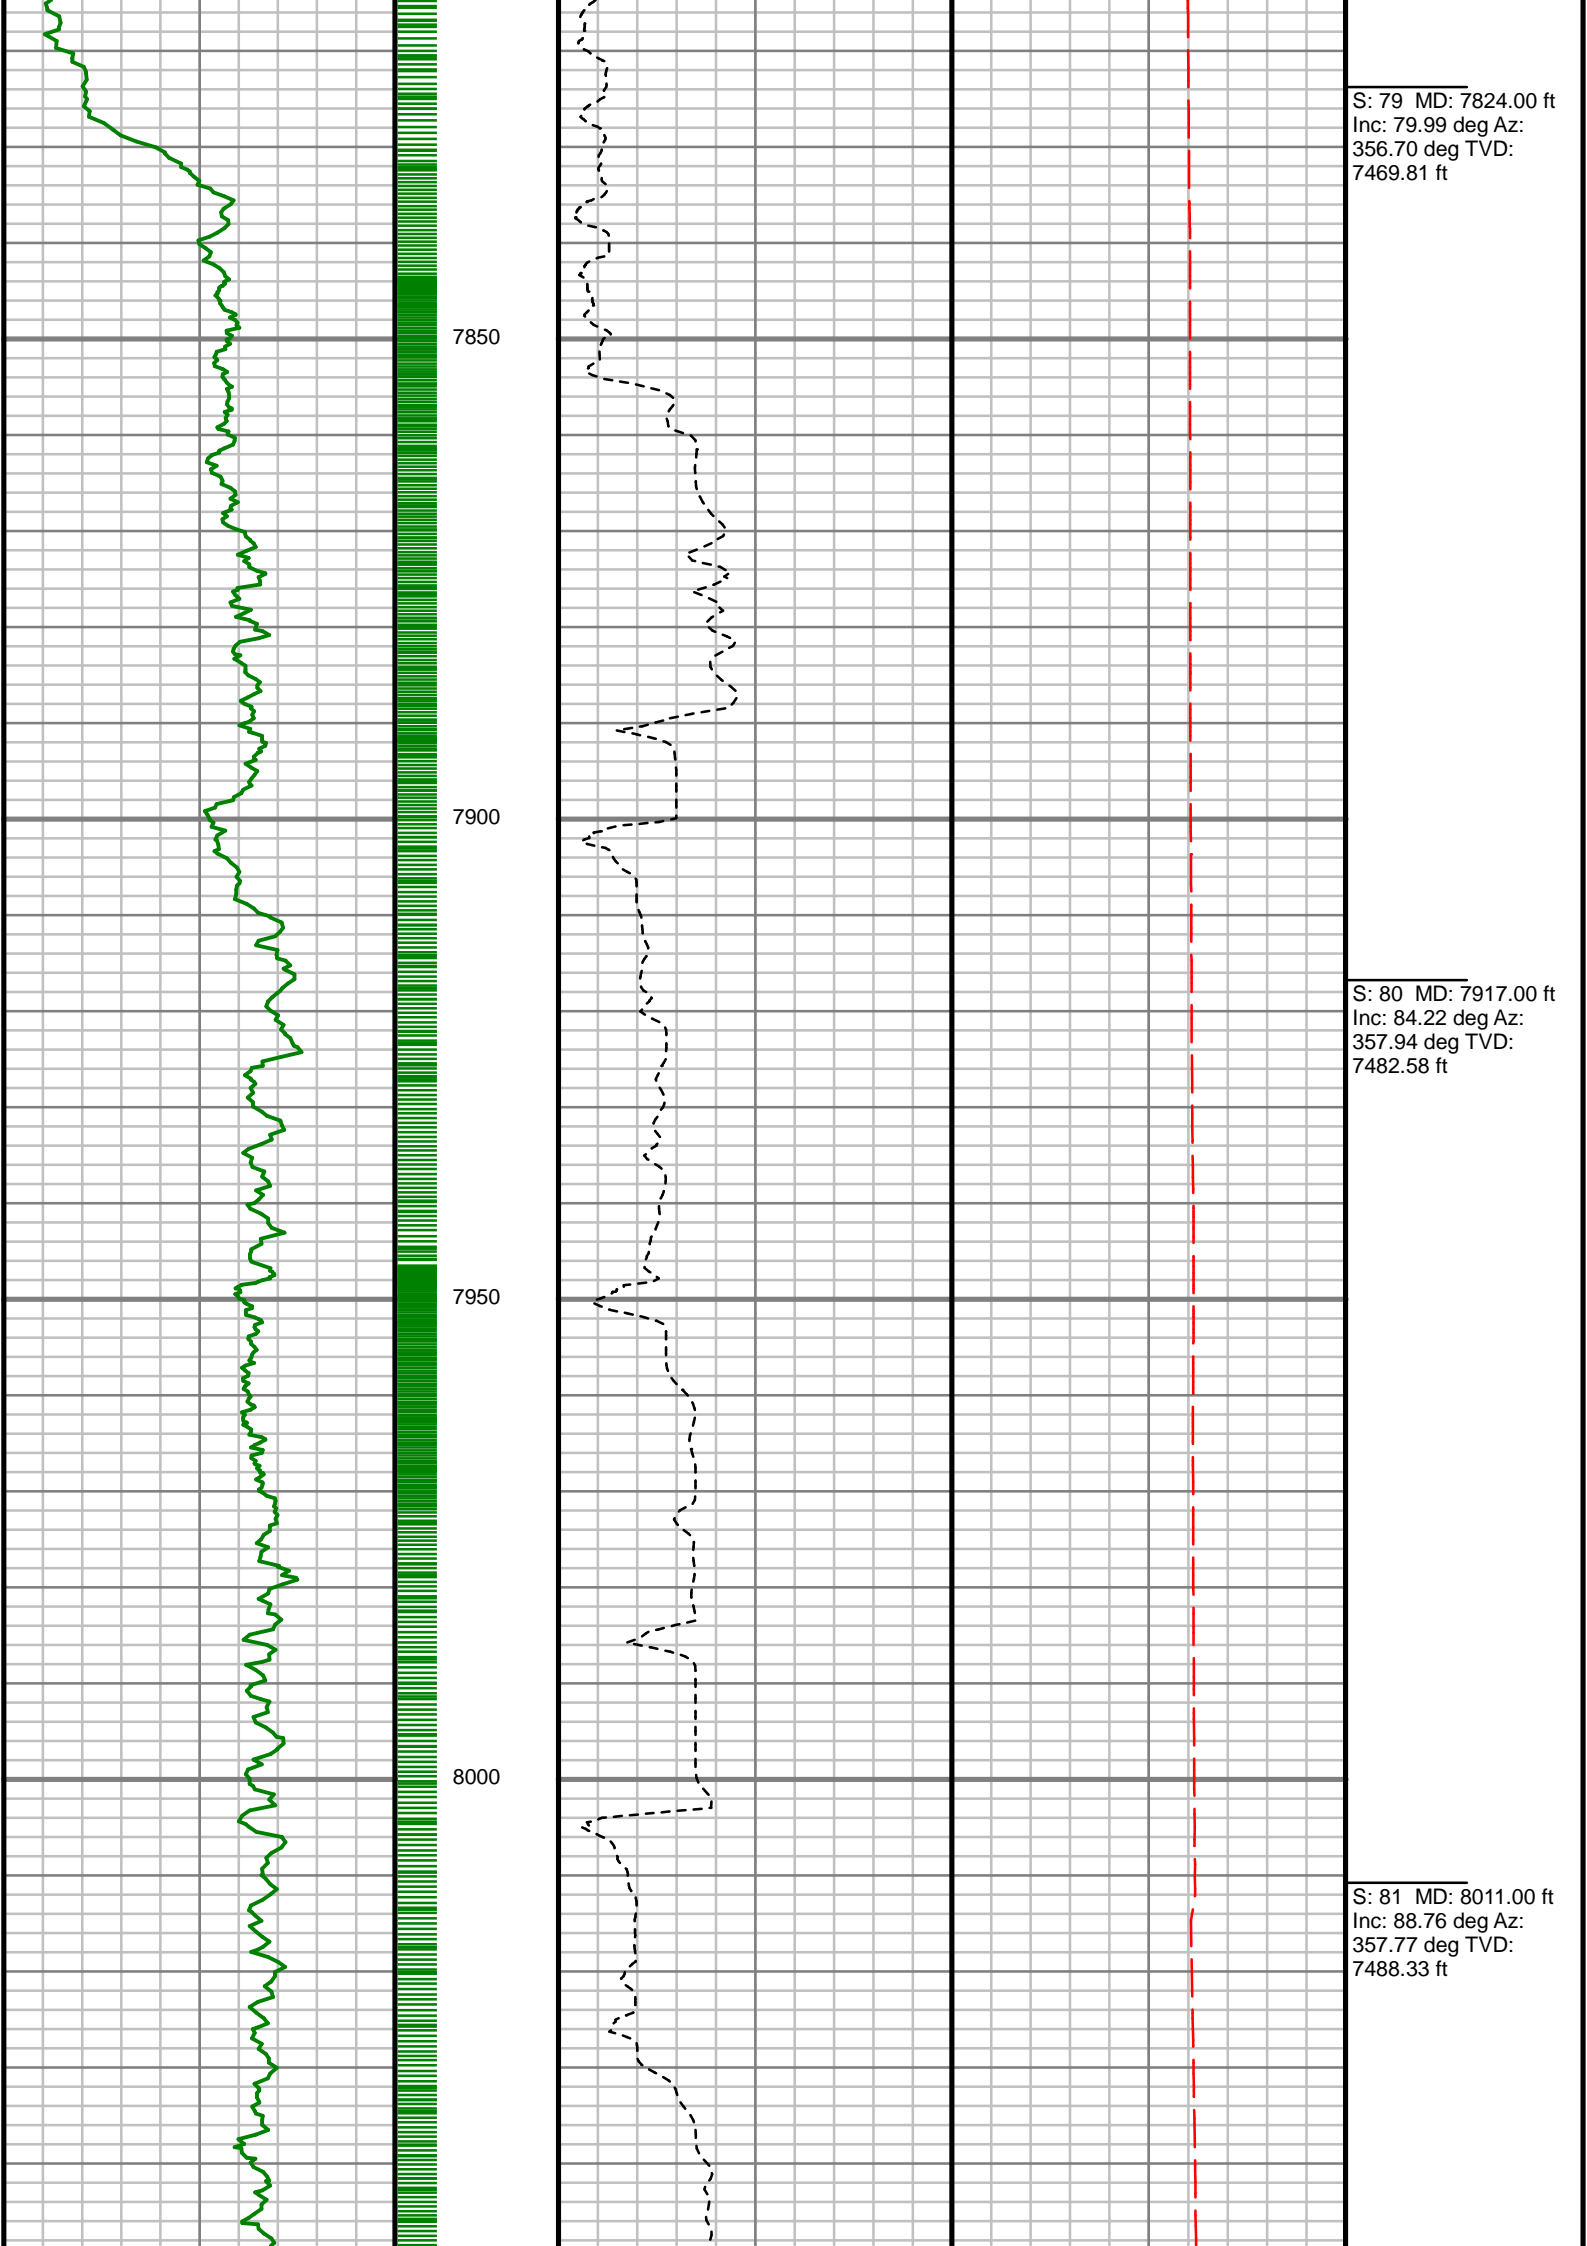 S: 79 MD: 7824.00 ft
Inc: 79.99 deg Az:
356.70 deg TVD:
7469.81 ft
7850
7900
S: 80 MD: 7917.00 ft
Inc: 84.22 deg Az:
357.94 deg TVD:
7482.58 ft
7950
8000
S: 81 MD: 8011.00 ft
Inc: 88.76 deg Az:
357.77 deg TVD:
7488.33 ft